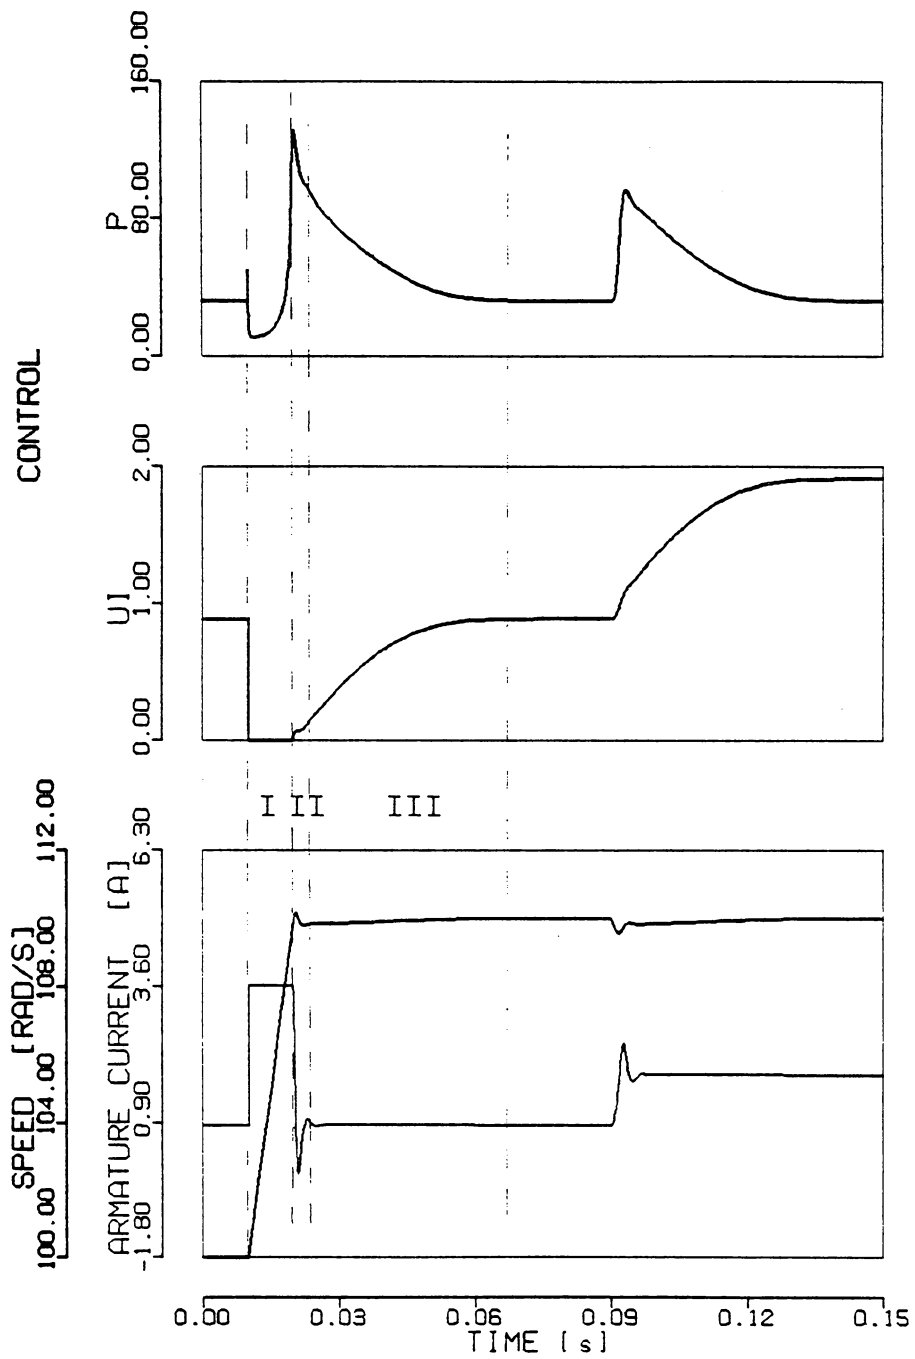 CONTROL
P
0.00 80.00 160.00
UI
0.00 1.00 2.00
I II III
SPEED [RAD/S]
100.00 104.00 108.00 112.00
ARMATURE CURRENT [A]
-1.80 0.90 3.60 6.30
0.00 0.03 0.06 0.09 0.12 0.15
TIME [s]